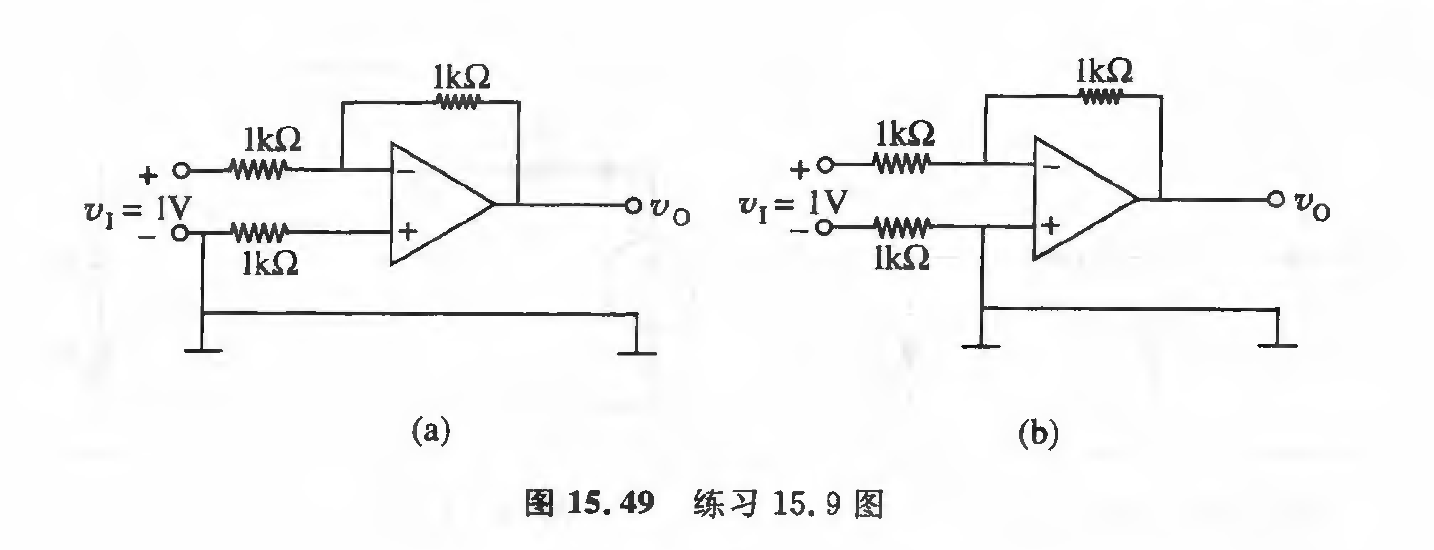 1kΩ 1kΩ
1kΩ 1kΩ
+ − + −
v_I = 1V v_O v_I = 1V v_O
− + − +
1kΩ 1kΩ
(a) (b)
图 15.49 练习 15.9 图